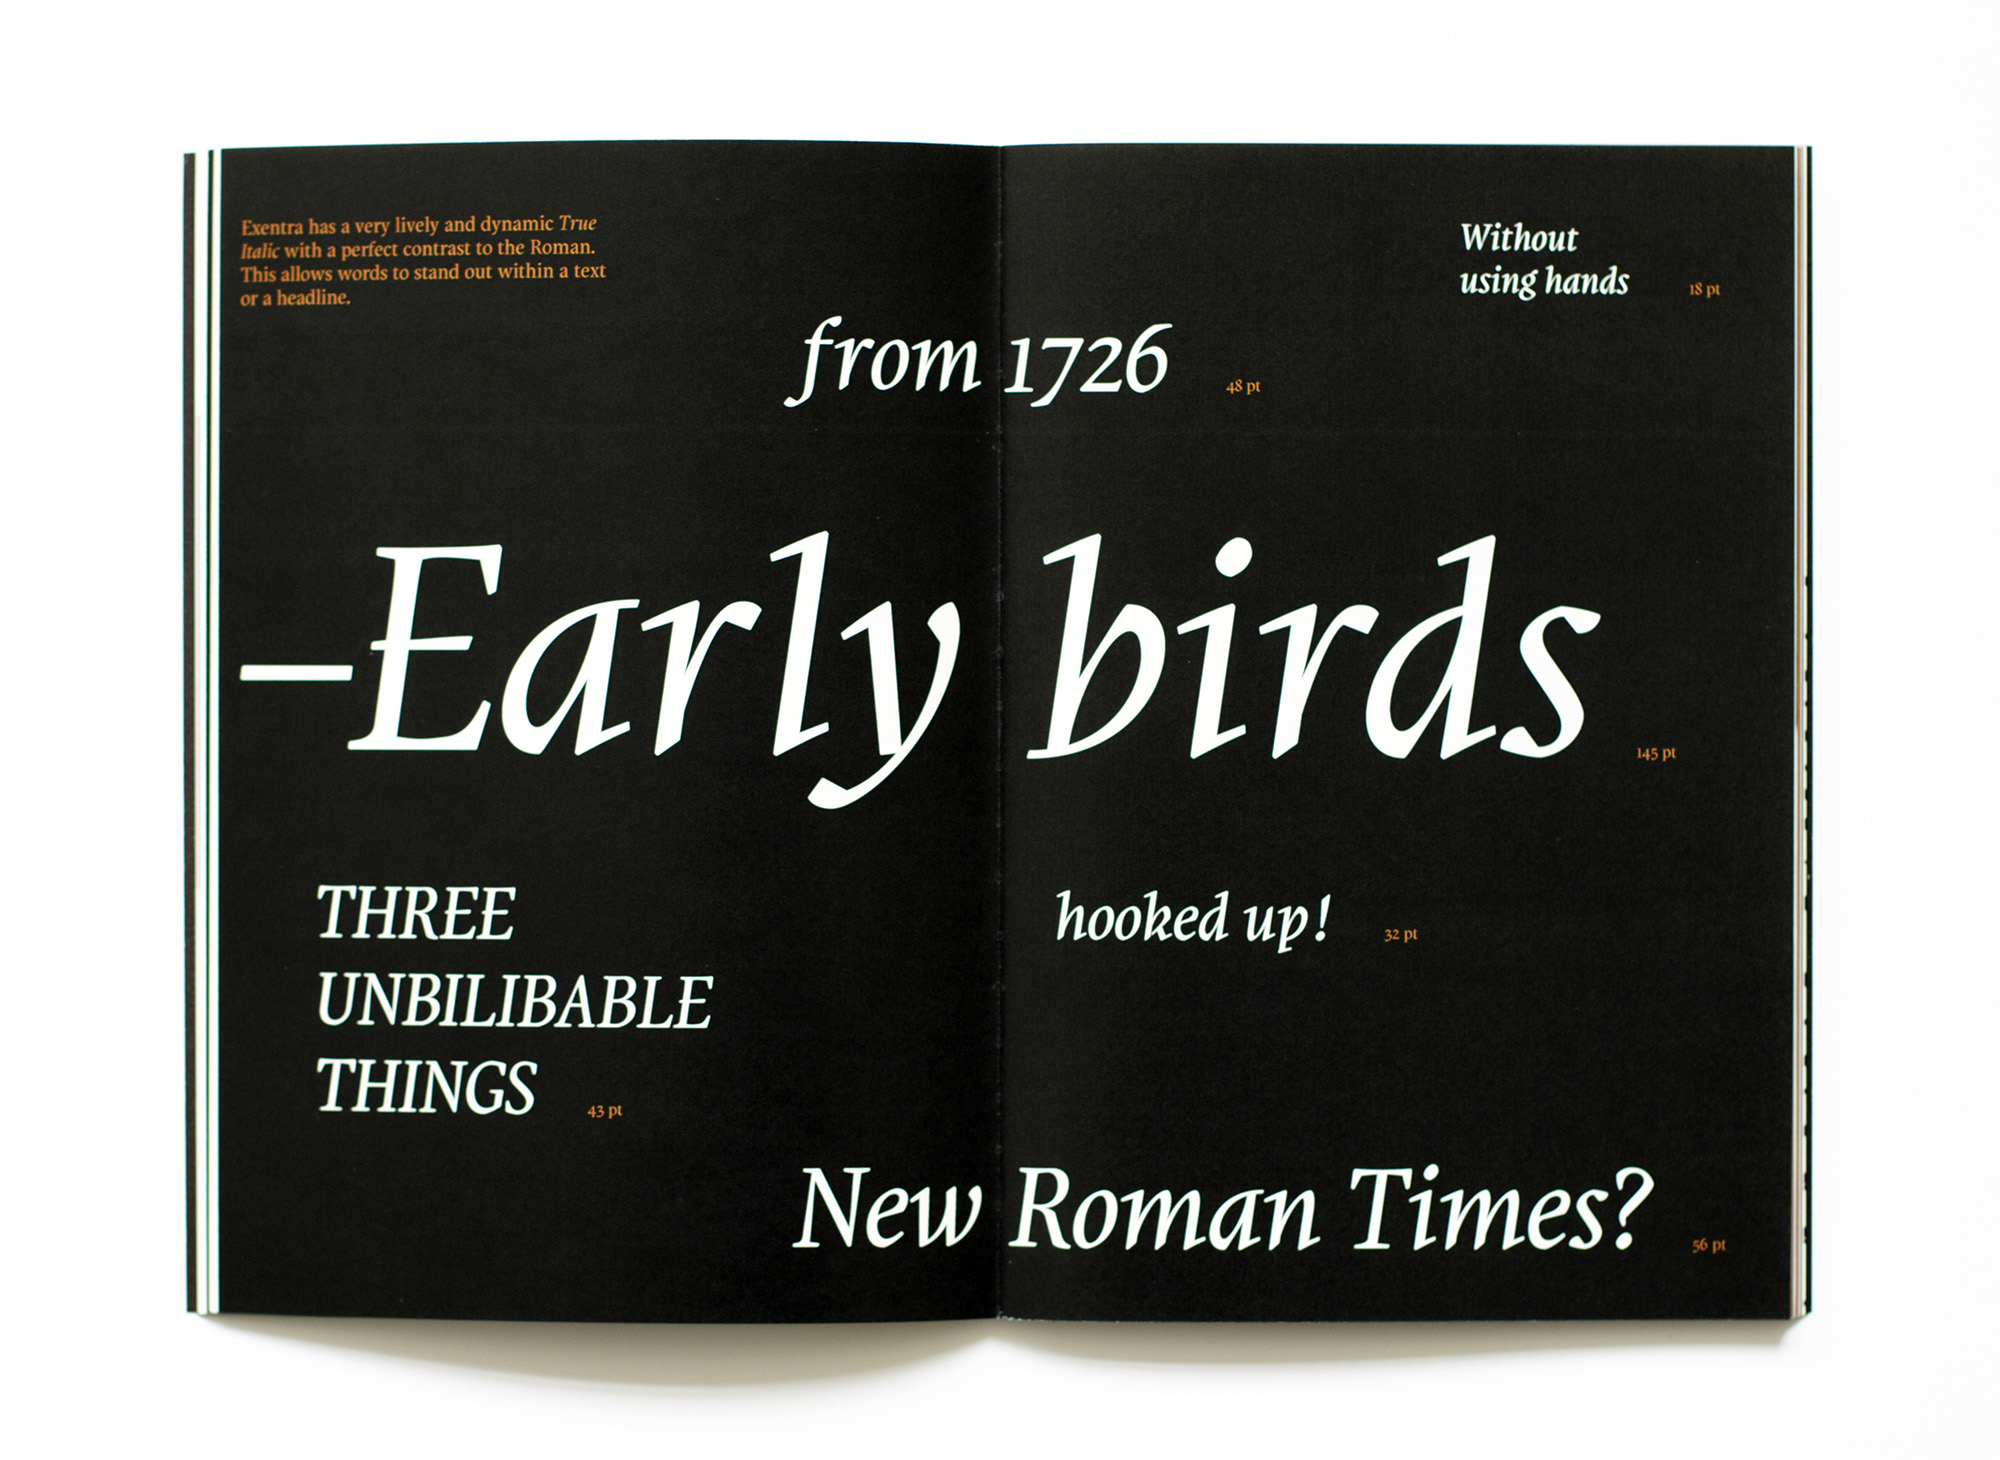 Exentra has a very lively and dynamic True
Italic with a perfect contrast to the Roman.
This allows words to stand out within a text
or a headline.
Without
using hands 18 pt
from 1726 48 pt
–Early birds 145 pt
THREE
UNBILIBABLE
THINGS 43 pt
hooked up! 32 pt
New Roman Times? 56 pt